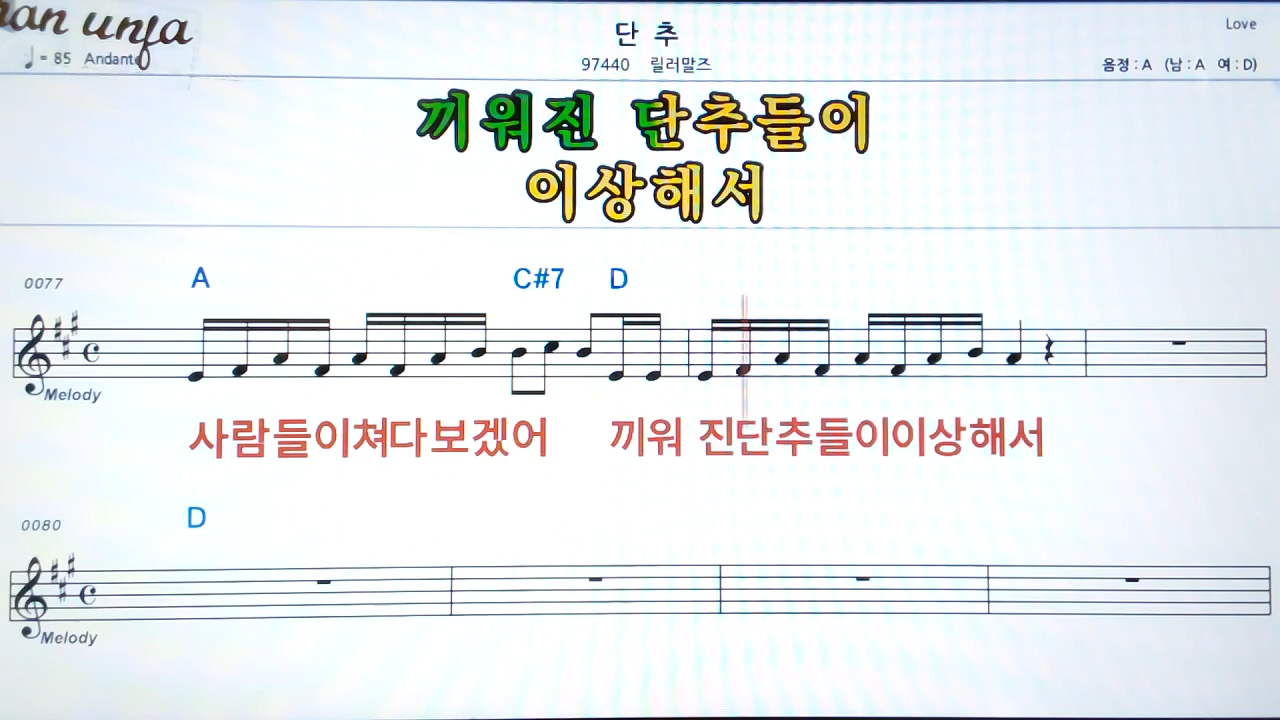 unja
단 추
Love
♩ = 85 Andante
97440 릴러말즈
음정 : A (남 : A 여 : D)
끼워진 단추들이
이상해서
0077
A C#7 D
Melody
사람들이쳐다보겠어 끼워 진단추들이이상해서
0080
D
Melody